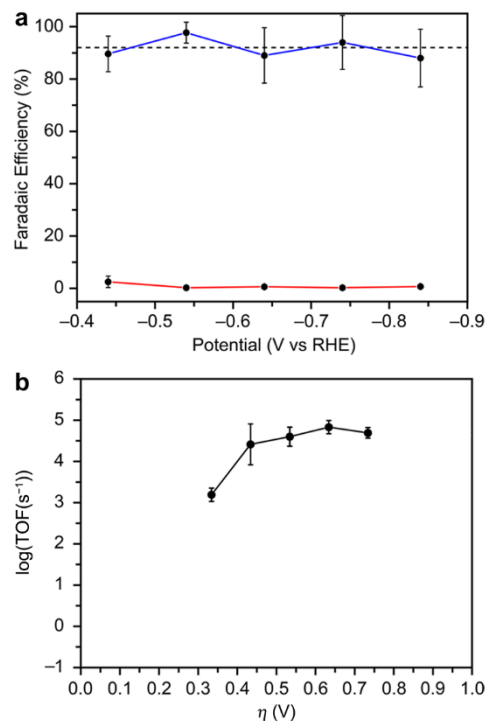 a
Faradaic Efficiency (%)
100
80
60
40
20
0
–0.4 –0.5 –0.6 –0.7 –0.8 –0.9
Potential (V vs RHE)
b
log(TOF(s⁻¹))
6
5
4
3
2
1
0
–1
0.0 0.1 0.2 0.3 0.4 0.5 0.6 0.7 0.8 0.9 1.0
η (V)